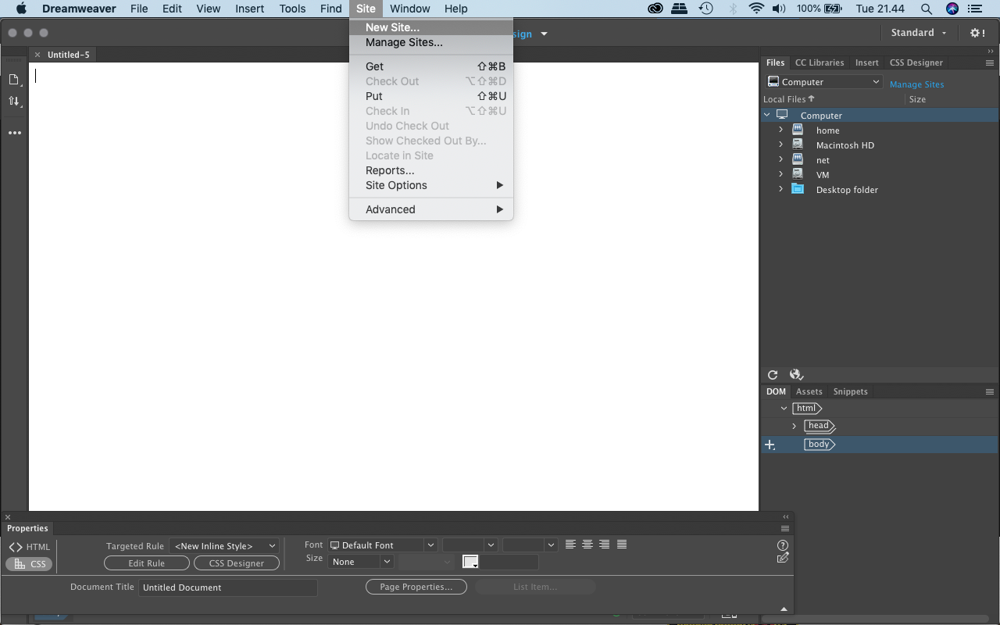 Dreamweaver File Edit View Insert Tools Find Site Window Help 100% Tue 21.44
New Site...
Manage Sites...
Get ⇧⌘B
Check Out ⌥⇧⌘D
Put ⇧⌘U
Check In ⌥⇧⌘U
Undo Check Out
Show Checked Out By...
Locate in Site
Reports...
Site Options
Advanced
sign
Standard
!
Untitled-5
Files CC Libraries Insert CSS Designer
Computer Manage Sites
Local Files Size
Computer
home
Macintosh HD
net
VM
Desktop folder
DOM Assets Snippets
html
head
body
Properties
HTML Targeted Rule <New Inline Style> Font Default Font
CSS Edit Rule CSS Designer Size None
Document Title Untitled Document Page Properties... List Item...